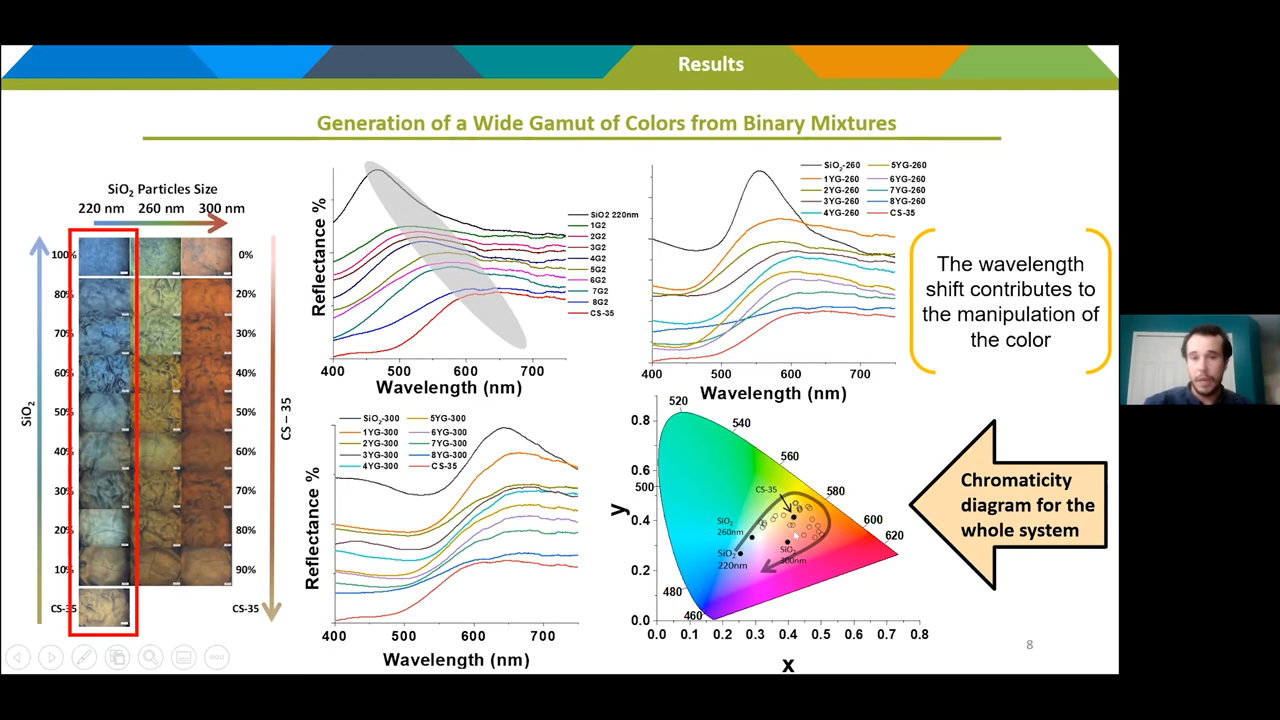 Results
Generation of a Wide Gamut of Colors from Binary Mixtures
SiO2 Particles Size
220 nm 260 nm 300 nm
100% 0%
80% 20%
70% 30%
60% 40%
50% 50%
40% 60%
30% 70%
20% 80%
10% 90%
CS-35 CS-35
SiO2
CS – 35
Reflectance %
SiO2 220nm
1G2
2G2
3G2
4G2
5G2
6G2
7G2
8G2
CS-35
400 500 600 700
Wavelength (nm)
SiO2-260 5YG-260
1YG-260 6YG-260
2YG-260 7YG-260
3YG-260 8YG-260
4YG-260 CS-35
400 500 600 700
Wavelength (nm)
The wavelength
shift contributes to
the manipulation of
the color
Reflectance %
SiO2-300 5YG-300
1YG-300 6YG-300
2YG-300 7YG-300
3YG-300 8YG-300
4YG-300 CS-35
400 500 600 700
Wavelength (nm)
y
0.8
0.6
0.4
0.2
0.0
0.0 0.1 0.2 0.3 0.4 0.5 0.6 0.7 0.8
x
520
540
560
580
600
620
500
480
460
CS-35
SiO2
260nm
SiO2
220nm
SiO2
300nm
Chromaticity
diagram for the
whole system
8